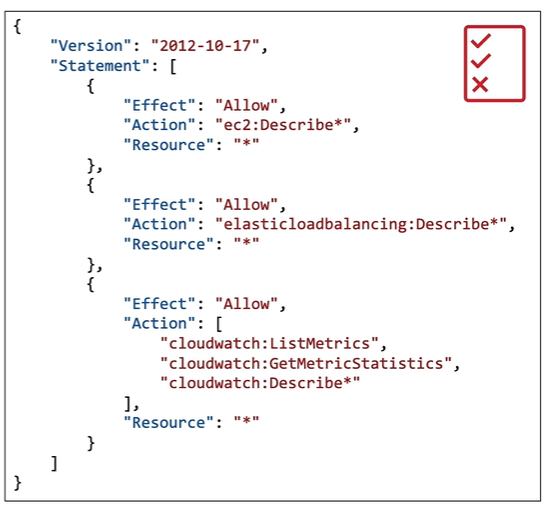 {
    "Version": "2012-10-17",
    "Statement": [
        {
            "Effect": "Allow",
            "Action": "ec2:Describe*",
            "Resource": "*"
        },
        {
            "Effect": "Allow",
            "Action": "elasticloadbalancing:Describe*",
            "Resource": "*"
        },
        {
            "Effect": "Allow",
            "Action": [
                "cloudwatch:ListMetrics",
                "cloudwatch:GetMetricStatistics",
                "cloudwatch:Describe*"
            ],
            "Resource": "*"
        }
    ]
}